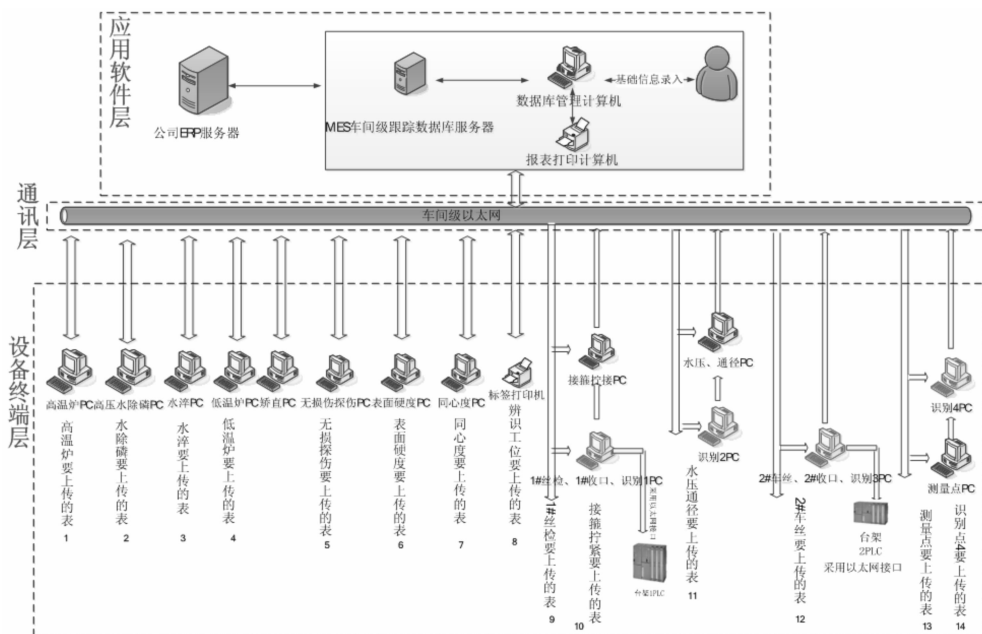 应用软件层
公司ERP服务器
MES车间级跟踪数据库服务器
数据库管理计算机
基础信息录入
报表打印计算机
通讯层
车间级以太网
设备终端层
高温炉PC
高压水除磷PC
水淬PC
低温炉PC
矫直PC
无损伤探伤PC
表面硬度PC
同心度PC
标签打印机
接箍拧接PC
水压、通径PC
识别4PC
1#丝检、1#收口、识别1PC
识别2PC
2#车丝、2#收口、识别3PC
测量点PC
采用以太网接口
台架1PLC
台架
2PLC
采用以太网接口
高温炉要上传的表
1
水除磷要上传的表
2
水淬要上传的表
3
低温炉要上传的表
4
无损探伤要上传的表
5
表面硬度要上传的表
6
同心度要上传的表
7
辨识工位要上传的表
8
1#丝检要上传的表
9
接箍拧紧要上传的表
10
水压通径要上传的表
11
2#车丝要上传的表
12
测量点要上传的表
13
识别点4要上传的表
14